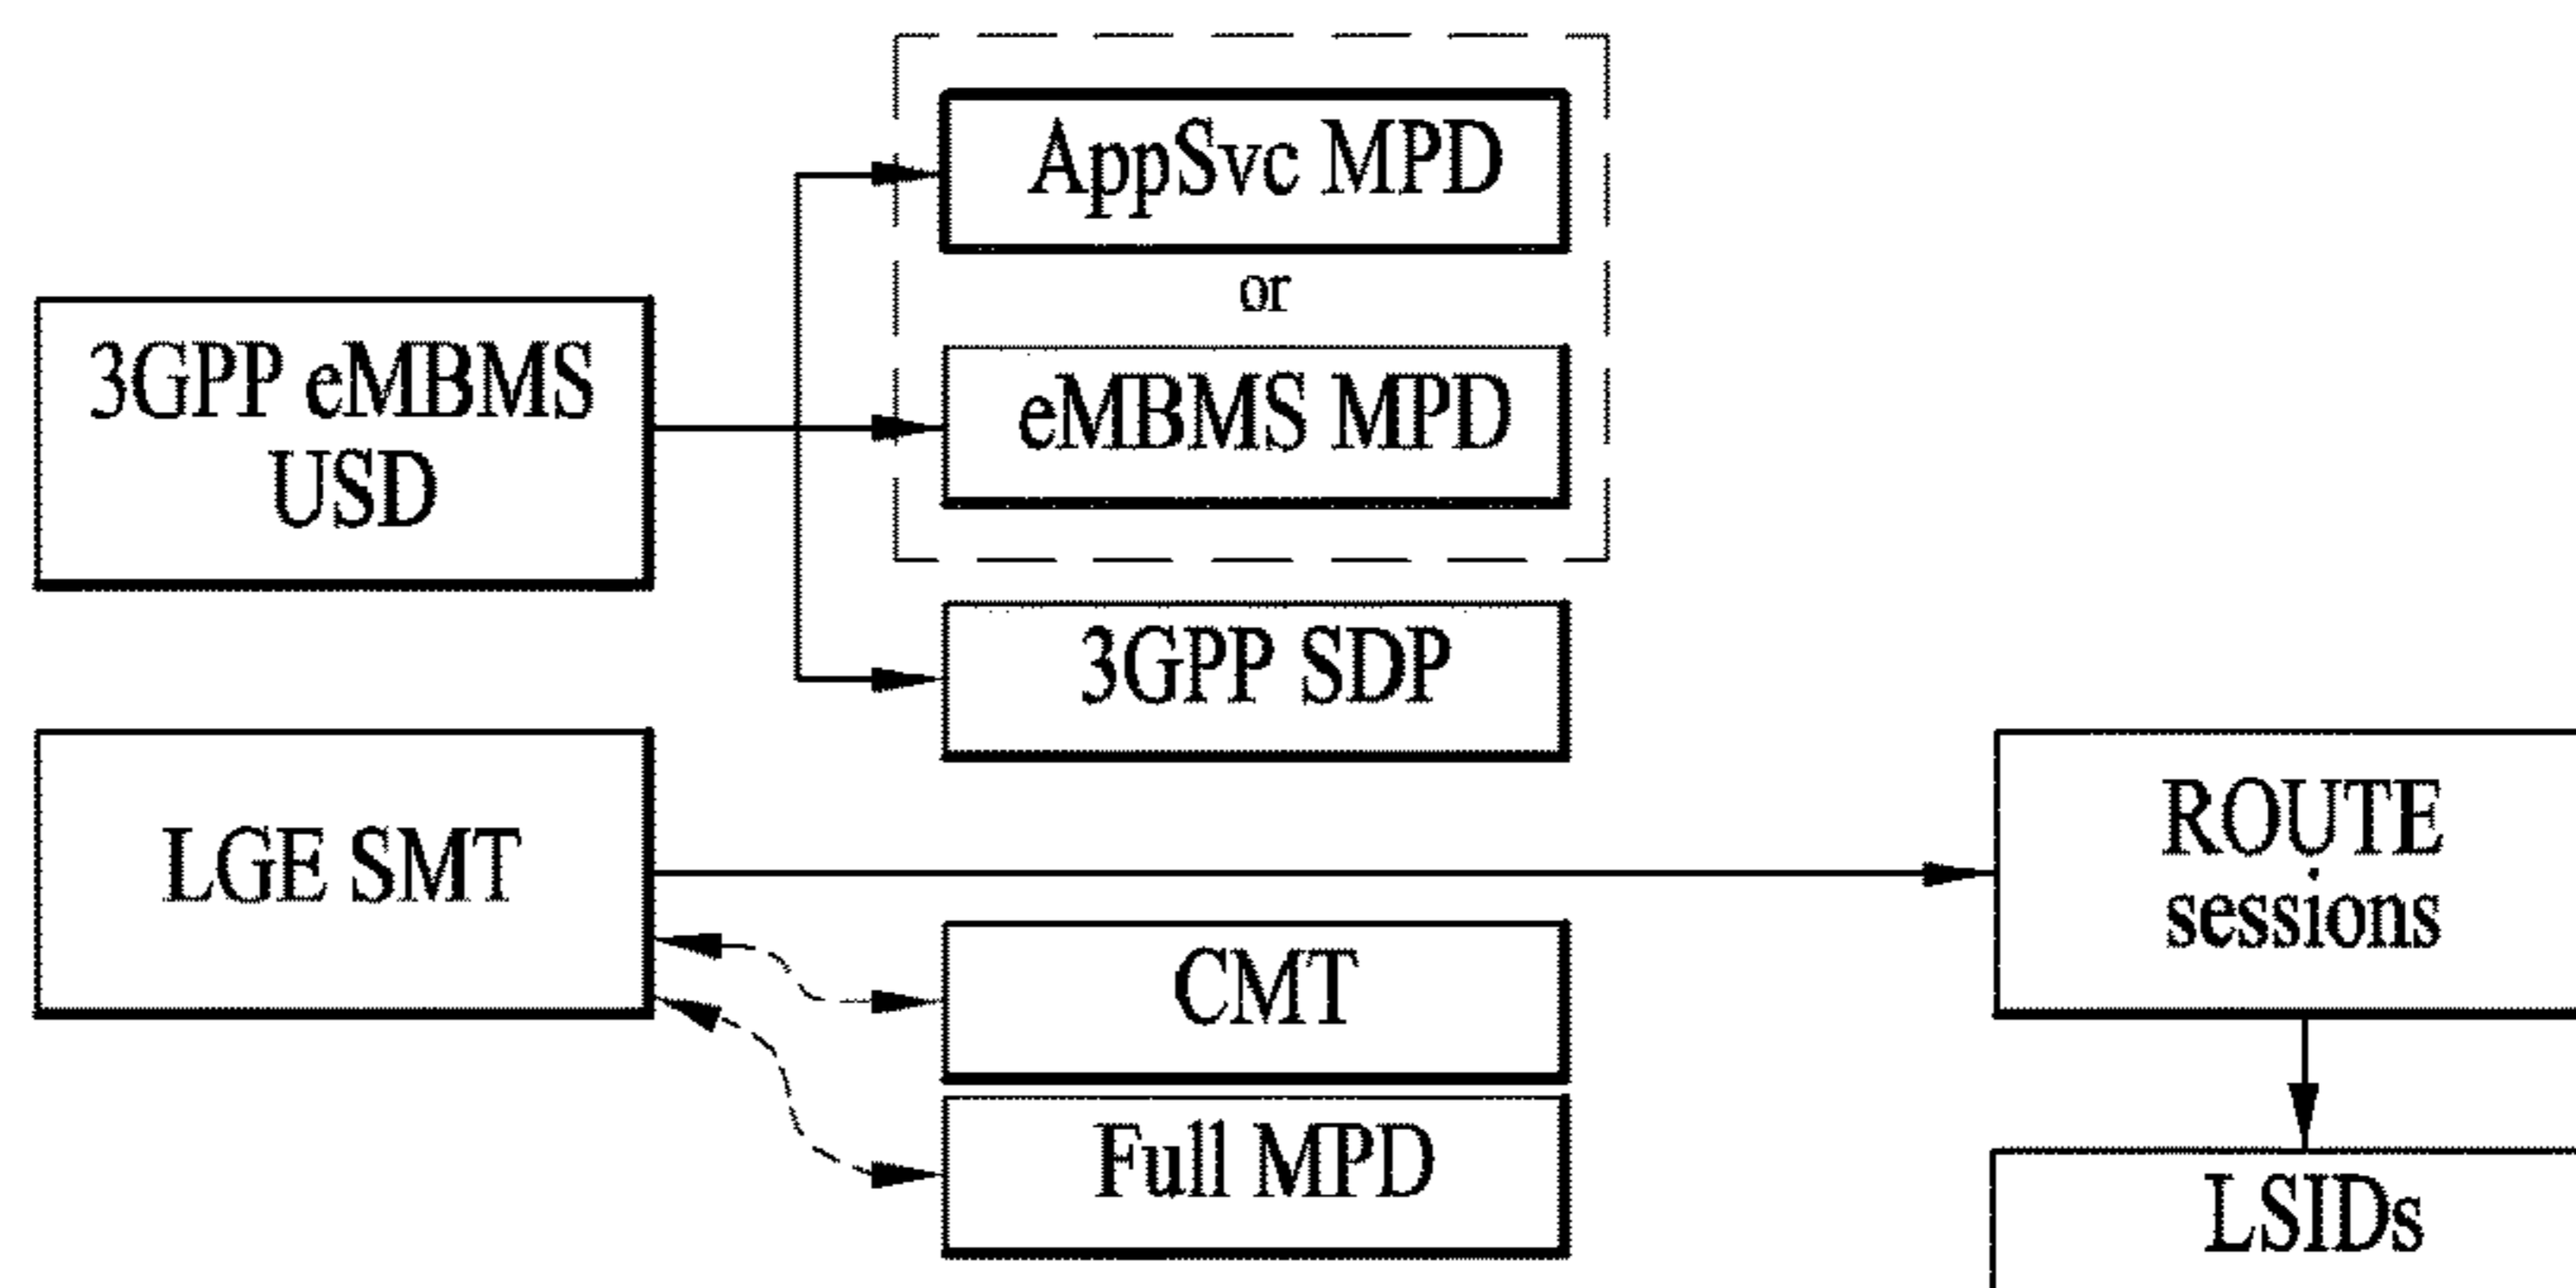 AppSvc MPD
or
3GPP eMBMS
USD
eMBMS MPD
3GPP SDP
LGE SMT
ROUTE
sessions
CMT
Full MPD
LSIDs